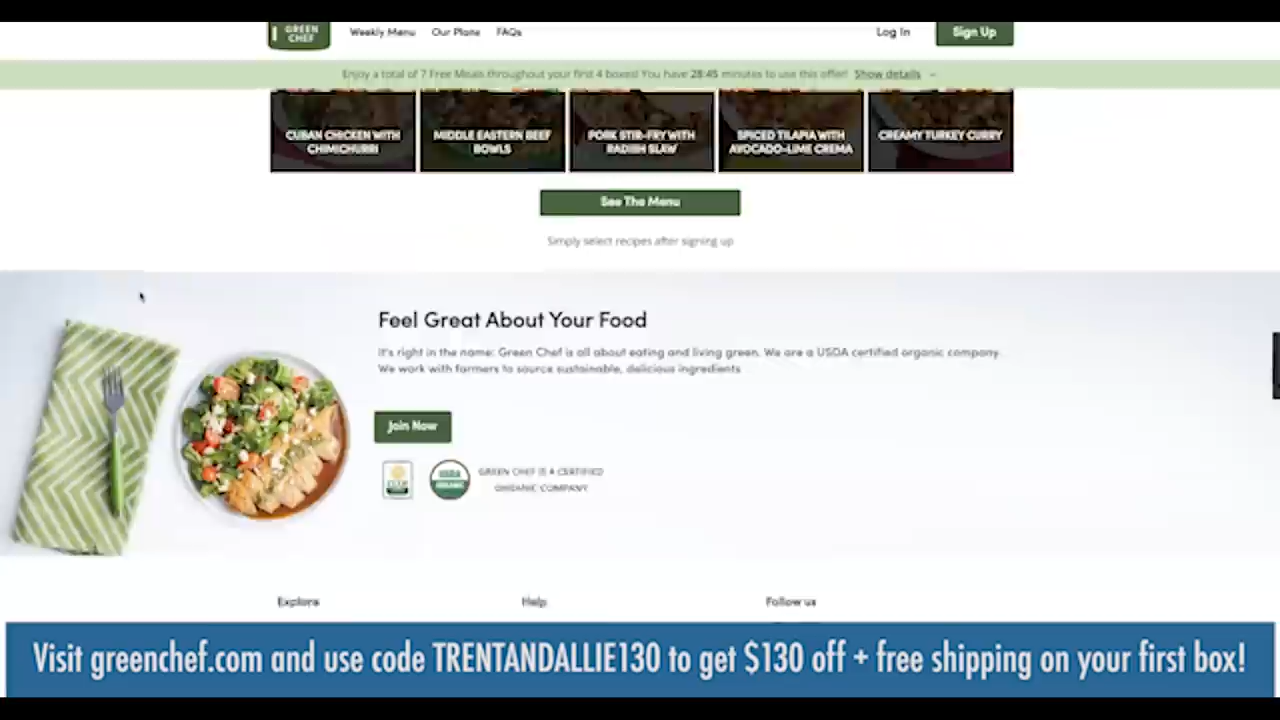 GREEN
CHEF
Weekly Menu Our Plans FAQs Log In Sign Up
Enjoy a total of 7 Free Meals throughout your first 4 boxes! You have 28:45 minutes to use this offer! Show details
CUBAN CHICKEN WITH
CHIMICHURRI
MIDDLE EASTERN BEEF
BOWLS
PORK STIR-FRY WITH
RADISH SLAW
SPICED TILAPIA WITH
AVOCADO-LIME CREMA
CREAMY TURKEY CURRY
See The Menu
Simply select recipes after signing up
Feel Great About Your Food
It's right in the name: Green Chef is all about eating and living green. We are a USDA certified organic company.
We work with farmers to source sustainable, delicious ingredients
Join Now
USDA
ORGANIC
GREEN CHEF IS A CERTIFIED
ORGANIC COMPANY
Explore Help Follow us
Visit greenchef.com and use code TRENTANDALLIE130 to get $130 off + free shipping on your first box!